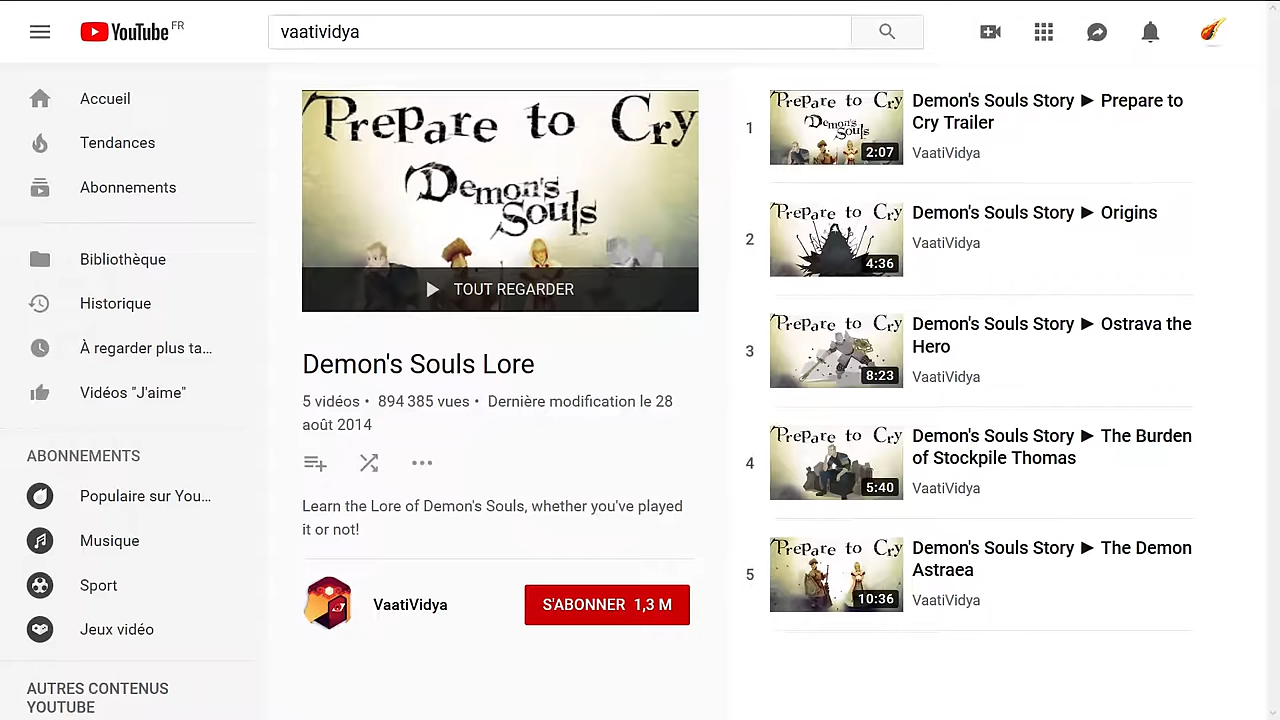 YouTube FR
vaatividya
Accueil
Tendances
Abonnements
Bibliothèque
Historique
À regarder plus ta...
Vidéos "J'aime"
ABONNEMENTS
Populaire sur You...
Musique
Sport
Jeux vidéo
AUTRES CONTENUS
YOUTUBE
Prepare to Cry
Demon's
Souls
TOUT REGARDER
Demon's Souls Lore
5 vidéos • 894 385 vues • Dernière modification le 28
août 2014
Learn the Lore of Demon's Souls, whether you've played
it or not!
VaatiVidya
S'ABONNER 1,3 M
1
Prepare to Cry
Demon's
Souls
2:07
Demon's Souls Story ► Prepare to
Cry Trailer
VaatiVidya
2
Prepare to Cry
4:36
Demon's Souls Story ► Origins
VaatiVidya
3
Prepare to Cry
8:23
Demon's Souls Story ► Ostrava the
Hero
VaatiVidya
4
Prepare to Cry
5:40
Demon's Souls Story ► The Burden
of Stockpile Thomas
VaatiVidya
5
Prepare to Cry
10:36
Demon's Souls Story ► The Demon
Astraea
VaatiVidya